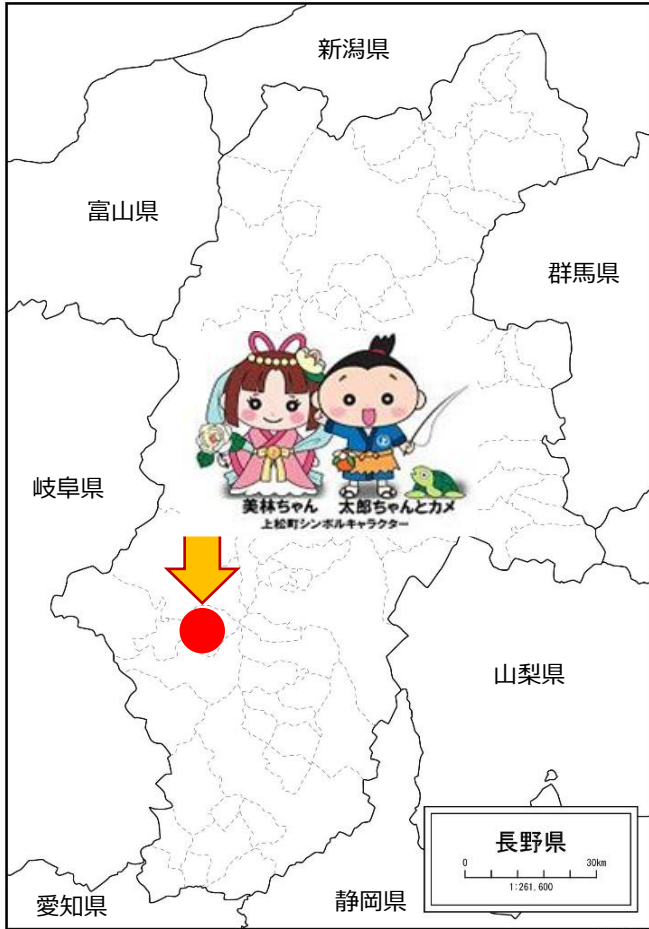 新潟県
富山県
群馬県
岐阜県
上
美林ちゃん 太郎ちゃんとカメ
上松町シンボルキャラクター
山梨県
長野県
0 30km
1:261,600
愛知県
静岡県